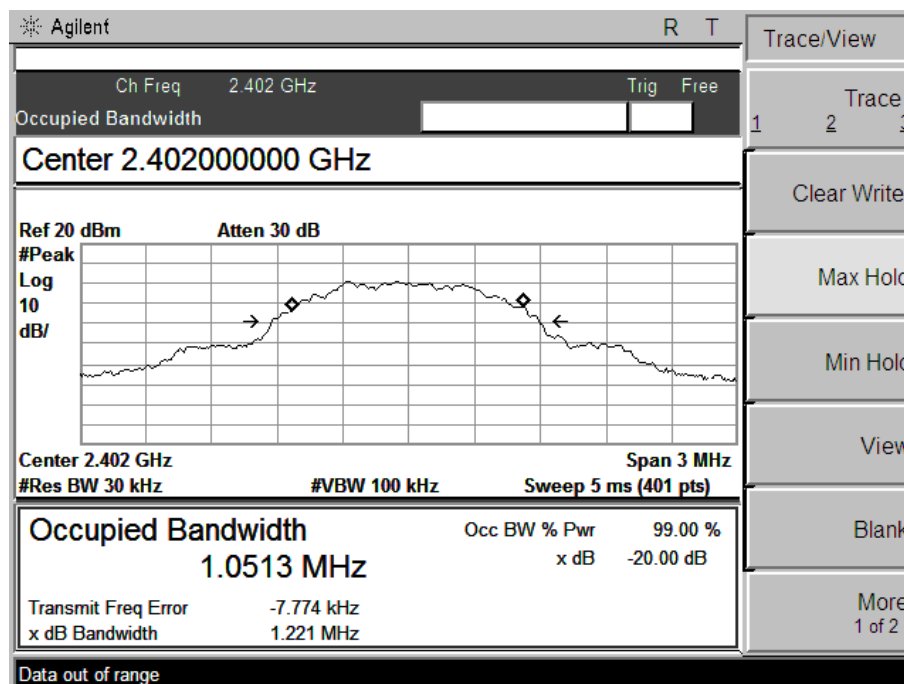 Agilent R T
Trace/View
Ch Freq 2.402 GHz Trig Free
Occupied Bandwidth
Trace
1 2
Center 2.402000000 GHz
Clear Write
Ref 20 dBm Atten 30 dB
#Peak
Log
10
dB/
Max Hold
Min Hold
Center 2.402 GHz Span 3 MHz
#Res BW 30 kHz #VBW 100 kHz Sweep 5 ms (401 pts)
View
Occupied Bandwidth Occ BW % Pwr 99.00 %
1.0513 MHz x dB -20.00 dB
Blank
Transmit Freq Error -7.774 kHz
x dB Bandwidth 1.221 MHz
More
1 of 2
Data out of range